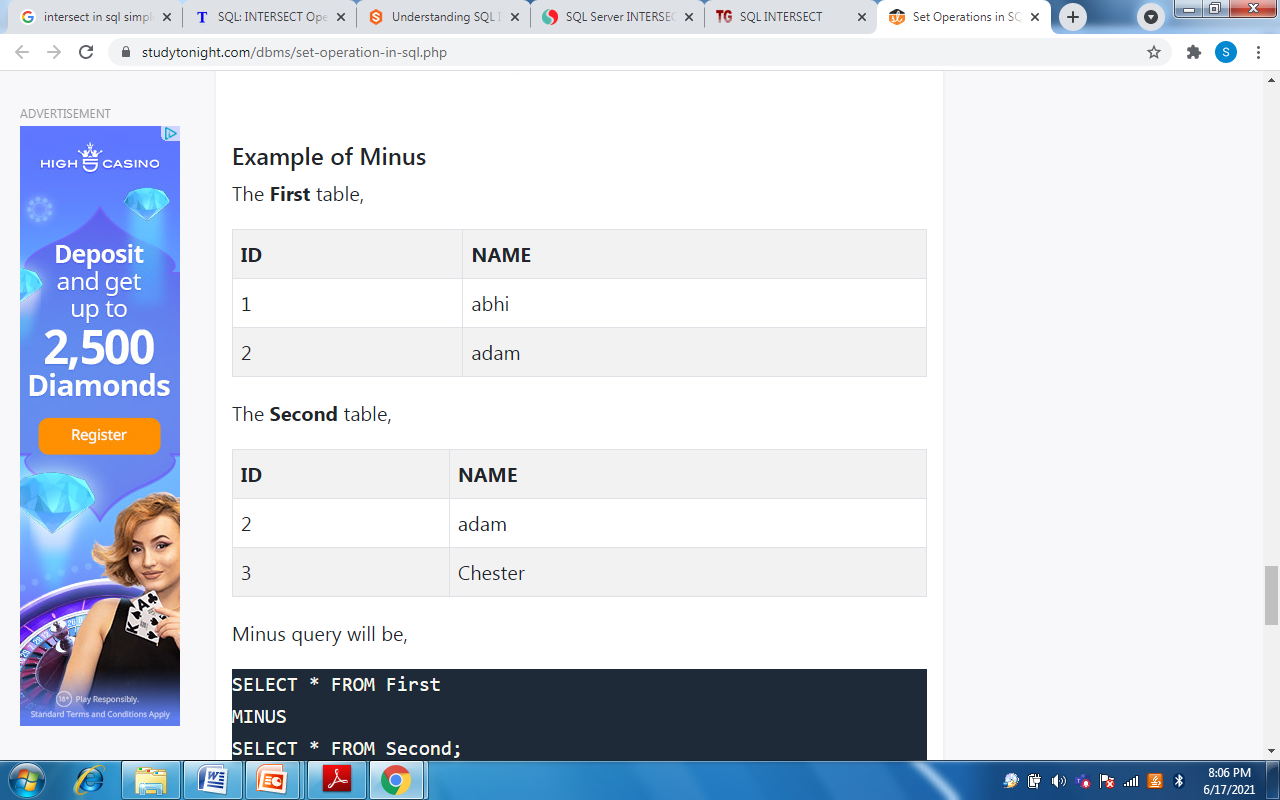 intersect in sql simpl
SQL: INTERSECT Ope
Understanding SQL I
SQL Server INTERSEC
TG SQL INTERSECT
Set Operations in SQ
studytonight.com/dbms/set-operation-in-sql.php
S
ADVERTISEMENT
HIGH 5 CASINO
Deposit
and get
up to
2,500
Diamonds
Register
18+ Play Responsibly.
Standard Terms and Conditions Apply
Example of Minus
The First table,
ID NAME
1 abhi
2 adam
The Second table,
ID NAME
2 adam
3 Chester
Minus query will be,
SELECT * FROM First
MINUS
SELECT * FROM Second;
8:06 PM
6/17/2021